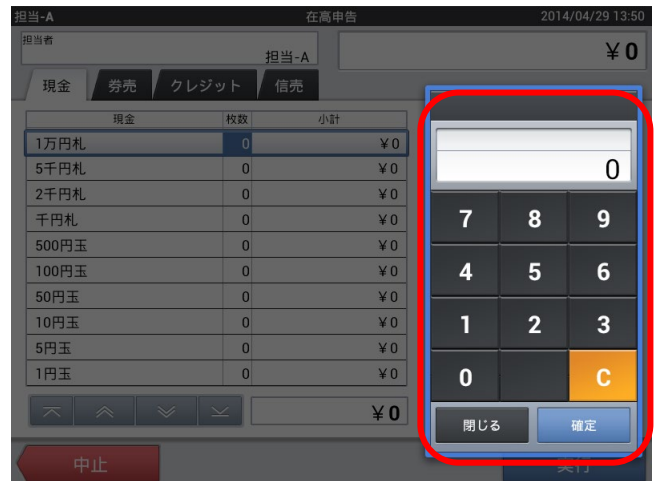 担当-A 在高申告 2014/04/29 13:50
担当者
担当-A
¥0
現金 券売 クレジット 信売
現金 枚数 小計
1万円札 0 ¥0
5千円札 0 ¥0
2千円札 0 ¥0
千円札 0 ¥0
500円玉 0 ¥0
100円玉 0 ¥0
50円玉 0 ¥0
10円玉 0 ¥0
5円玉 0 ¥0
1円玉 0 ¥0
¥0
0
7 8 9
4 5 6
1 2 3
0 C
閉じる 確定
中止 実行